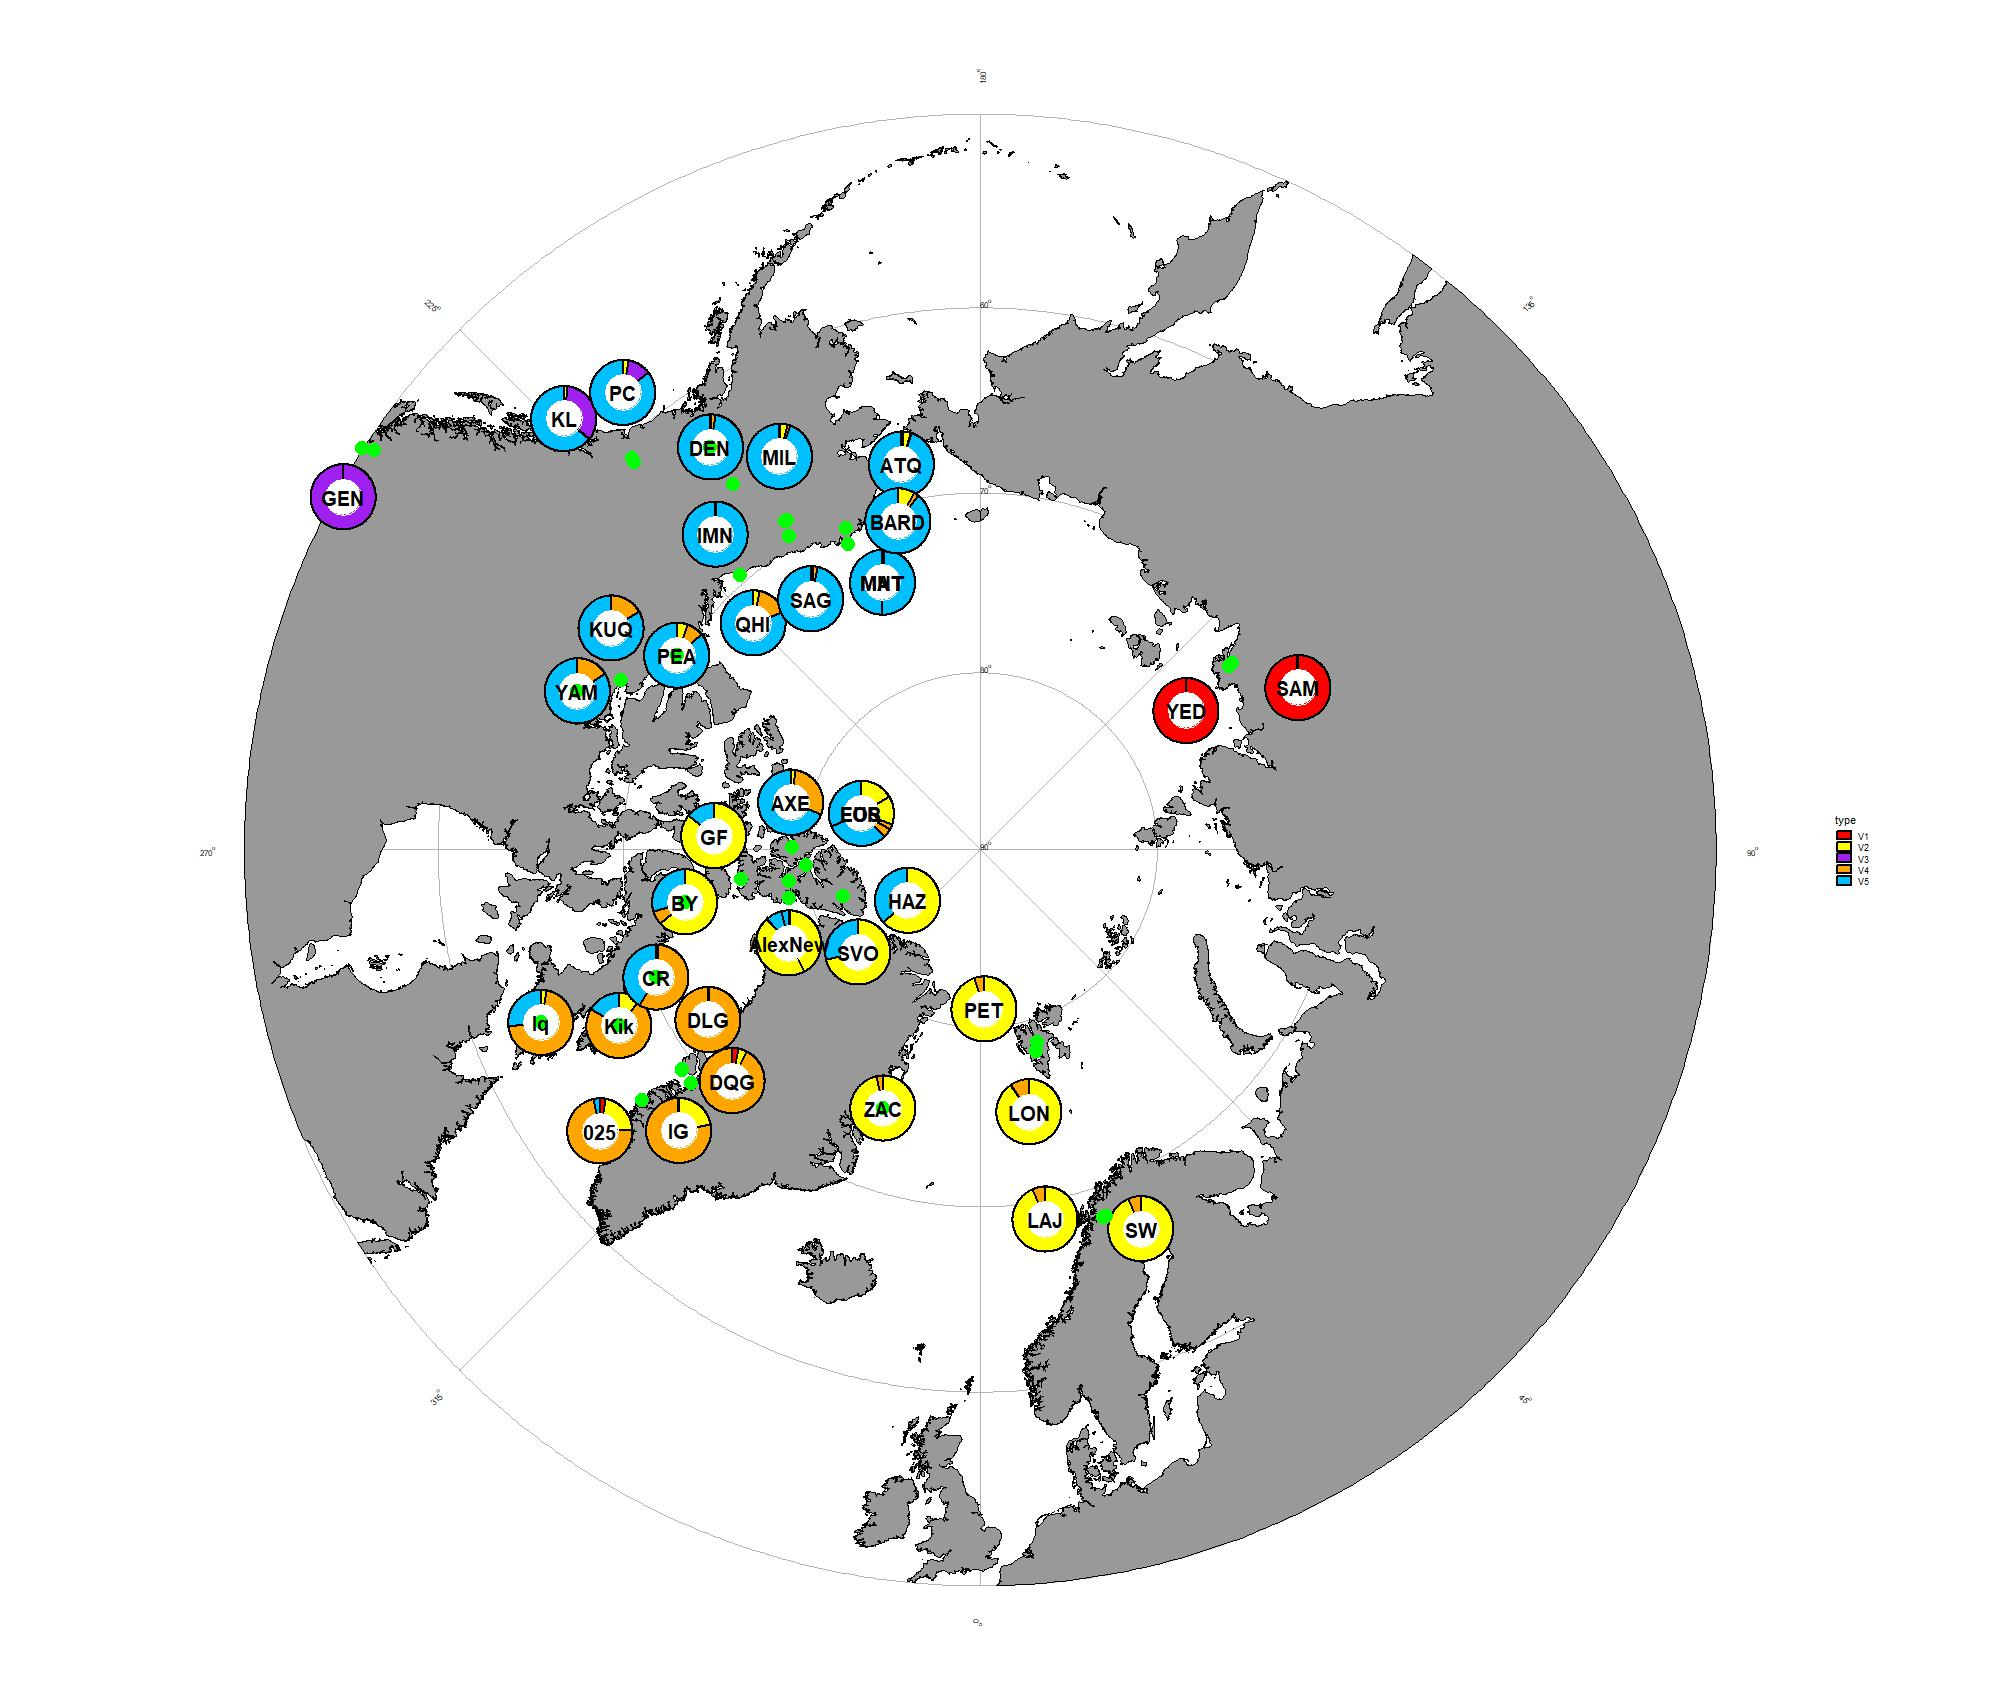 180°
225°
135°
60°
PC
KL
DEN
MIL
ATQ
GEN
70°
BARD
IMN
SAG
QHI
KUQ
PEA
YAM
80°
SAM
YED
AXE
GF
270°
90°
90°
type
V1
V2
V3
V4
V5
HAZ
BY
AlexNew
SVO
CR
PET
Iq
Kik
DLG
DQG
ZAC
LON
025
IG
LAJ
SW
315°
45°
0°